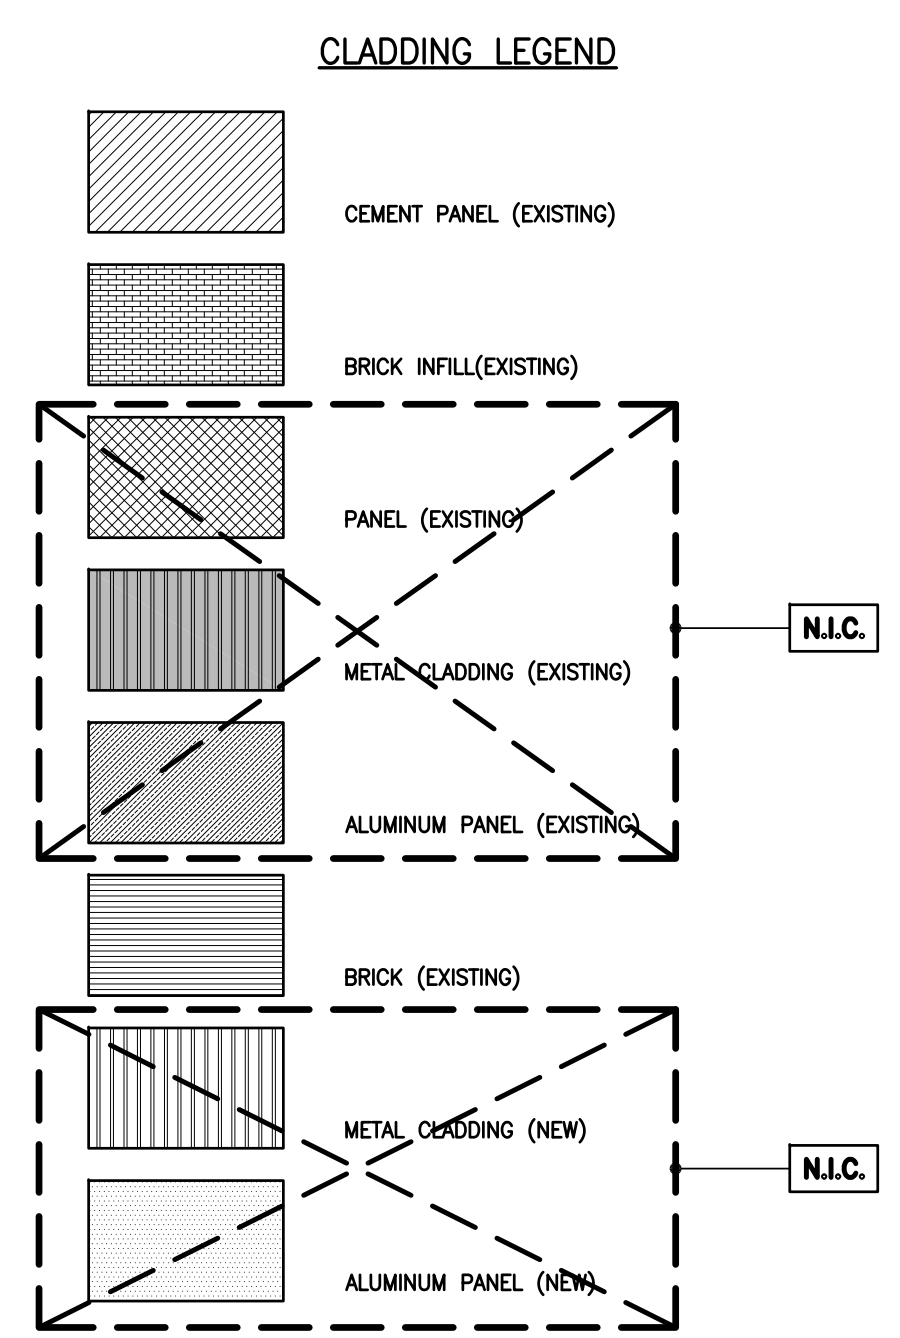 CLADDING LEGEND
CEMENT PANEL (EXISTING)
BRICK INFILL(EXISTING)
PANEL (EXISTING)
N.I.C.
METAL CLADDING (EXISTING)
ALUMINUM PANEL (EXISTING)
BRICK (EXISTING)
METAL CLADDING (NEW)
N.I.C.
ALUMINUM PANEL (NEW)